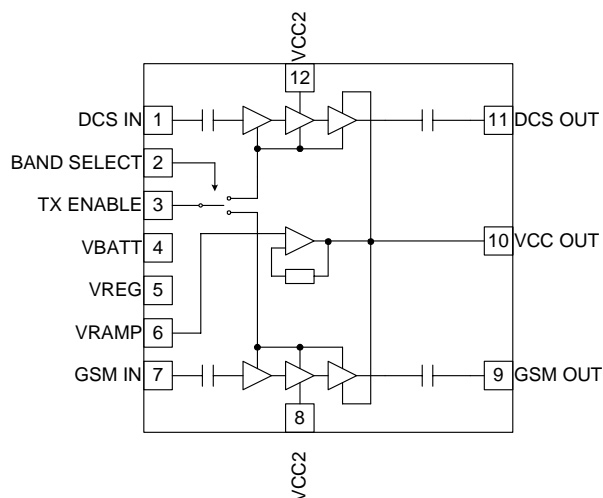 VCC2
12
DCS IN 1
11 DCS OUT
BAND SELECT 2
TX ENABLE 3
VBATT 4
10 VCC OUT
VREG 5
VRAMP 6
GSM IN 7
9 GSM OUT
8
VCC2